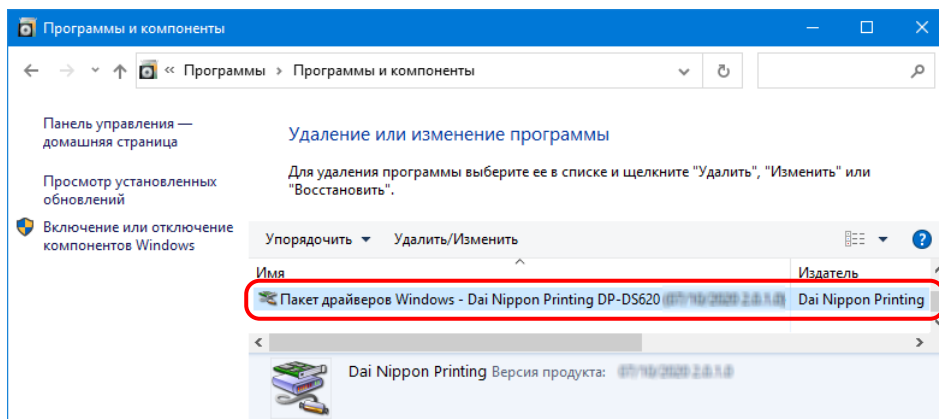 Программы и компоненты
« Программы › Программы и компоненты
Панель управления —
домашняя страница
Просмотр установленных
обновлений
Включение или отключение
компонентов Windows
Удаление или изменение программы
Для удаления программы выберите ее в списке и щелкните "Удалить", "Изменить" или
"Восстановить".
Упорядочить Удалить/Изменить
Имя Издатель
Пакет драйверов Windows - Dai Nippon Printing DP-DS620 Dai Nippon Printing
Dai Nippon Printing Версия продукта: